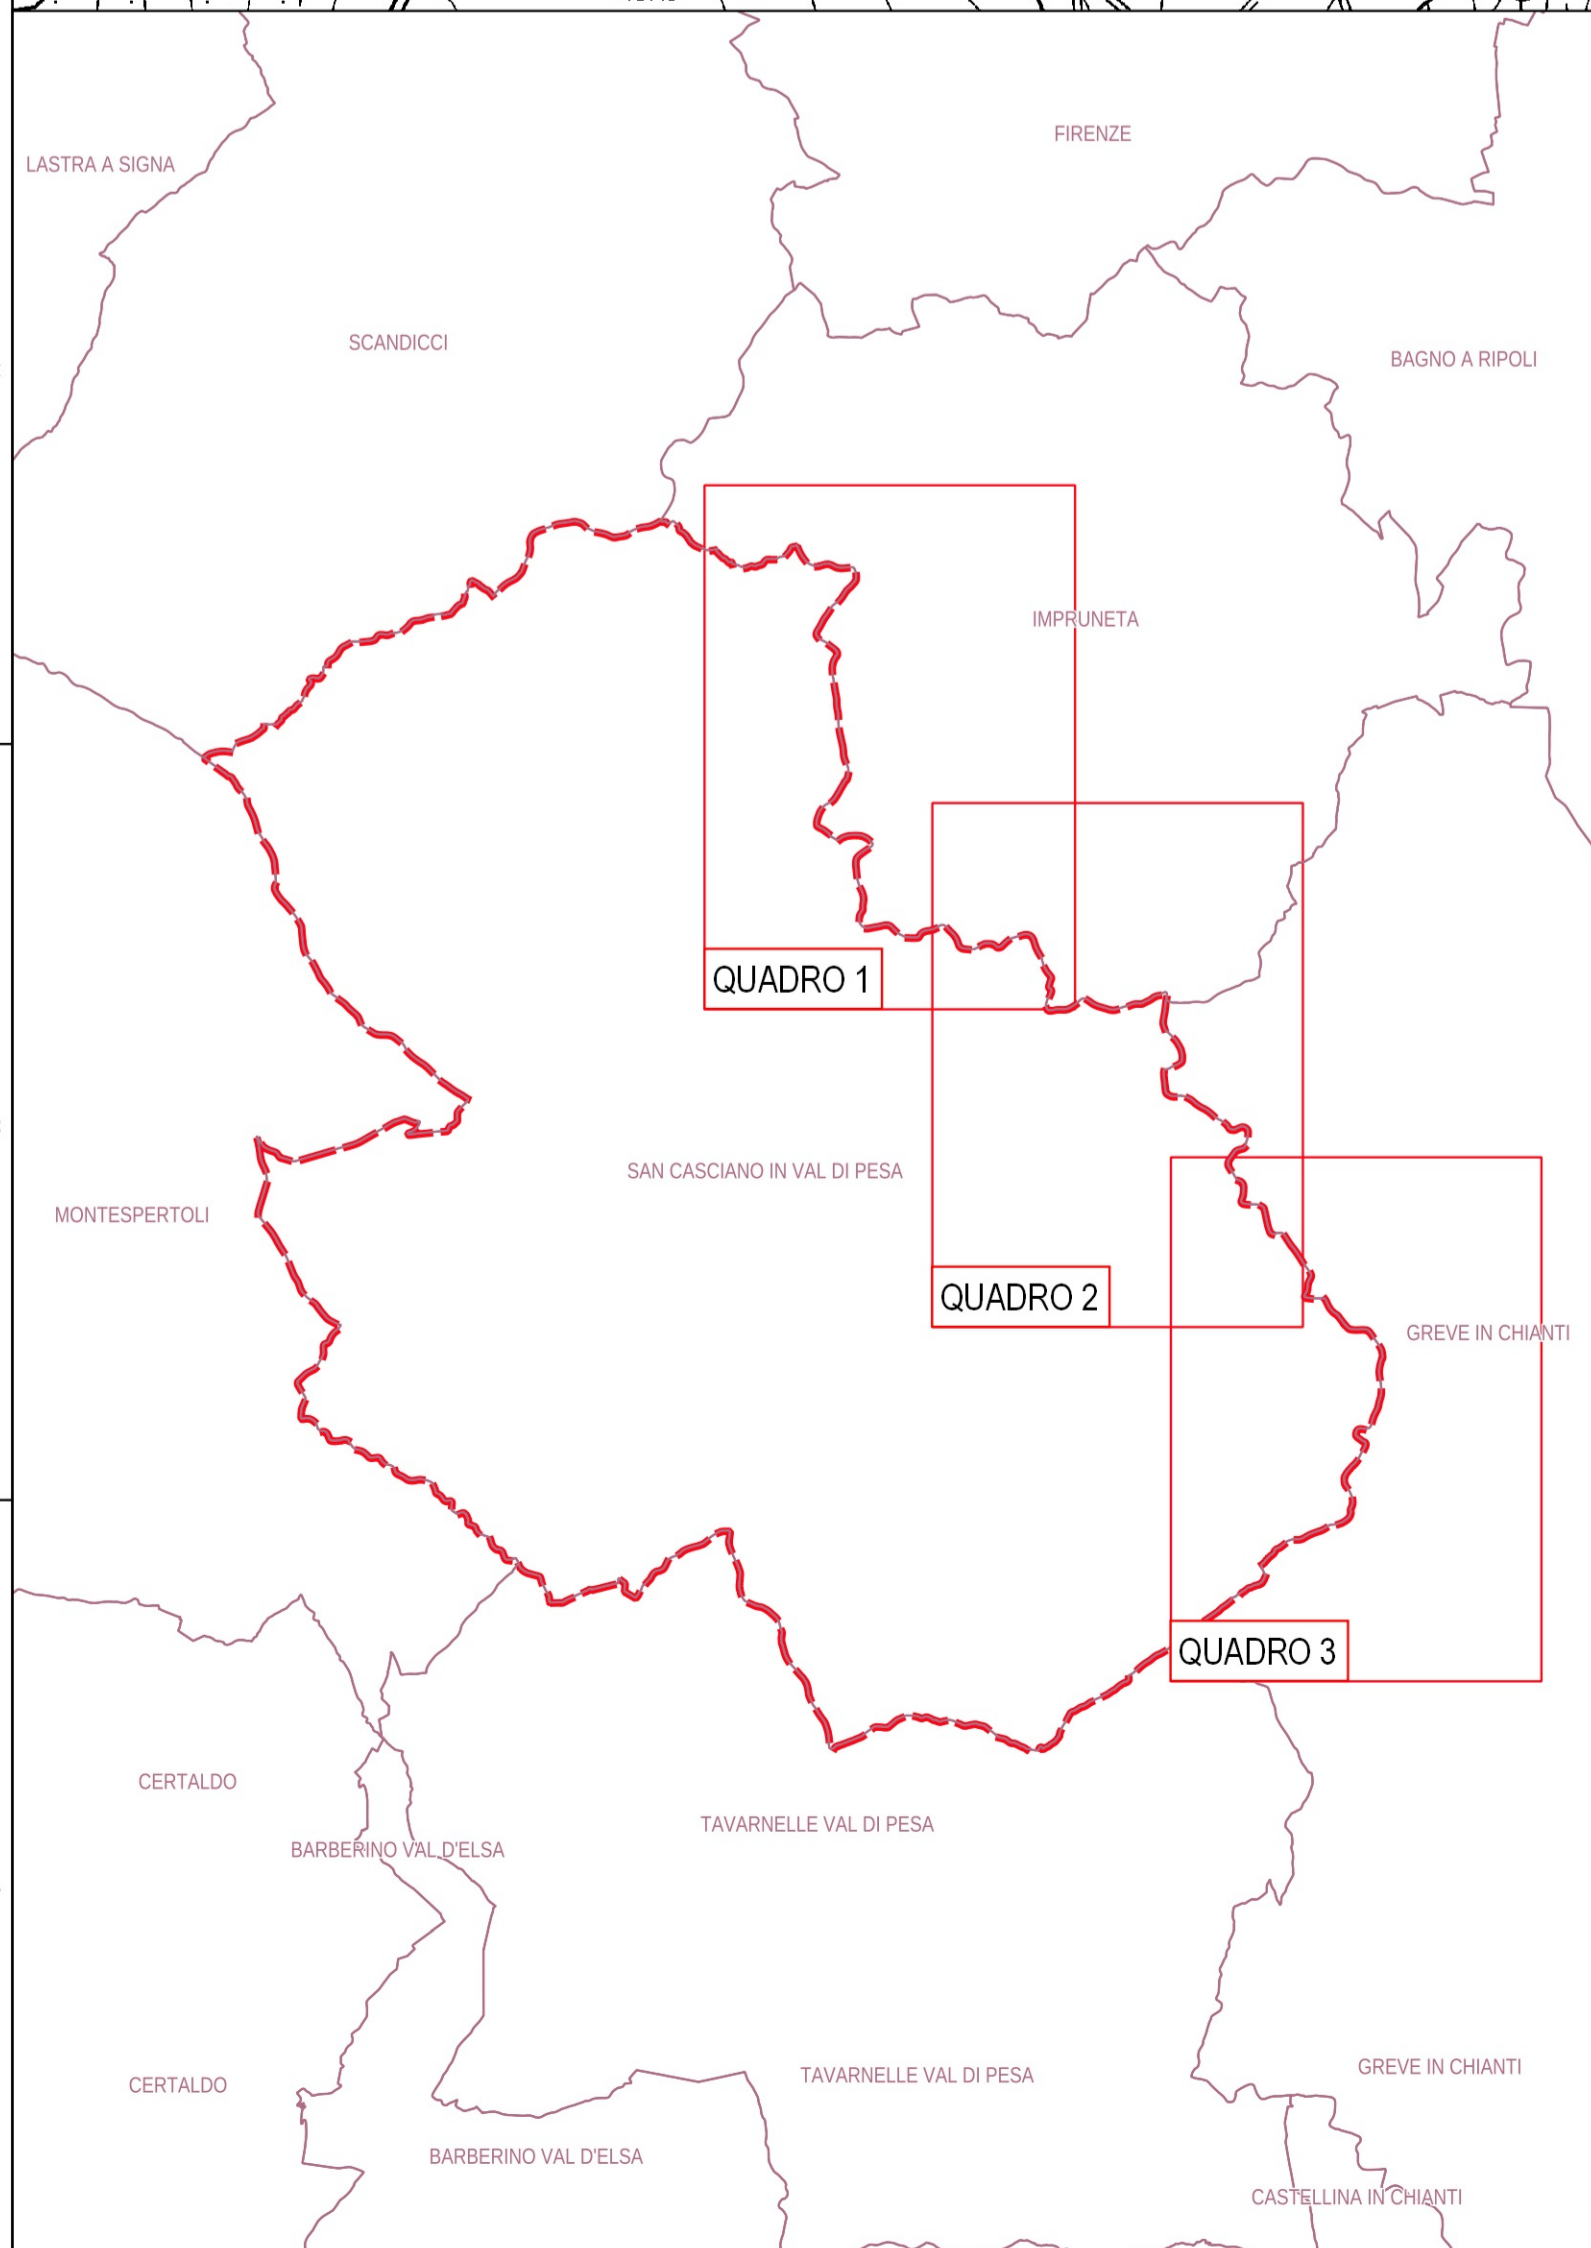 FIRENZE
LASTRA A SIGNA
SCANDICCI
BAGNO A RIPOLI
IMPRUNETA
QUADRO 1
SAN CASCIANO IN VAL DI PESA
MONTESPERTOLI
QUADRO 2
GREVE IN CHIANTI
QUADRO 3
CERTALDO
TAVARNELLE VAL DI PESA
BARBERINO VAL D'ELSA
GREVE IN CHIANTI
TAVARNELLE VAL DI PESA
CERTALDO
BARBERINO VAL D'ELSA
CASTELLINA IN CHIANTI